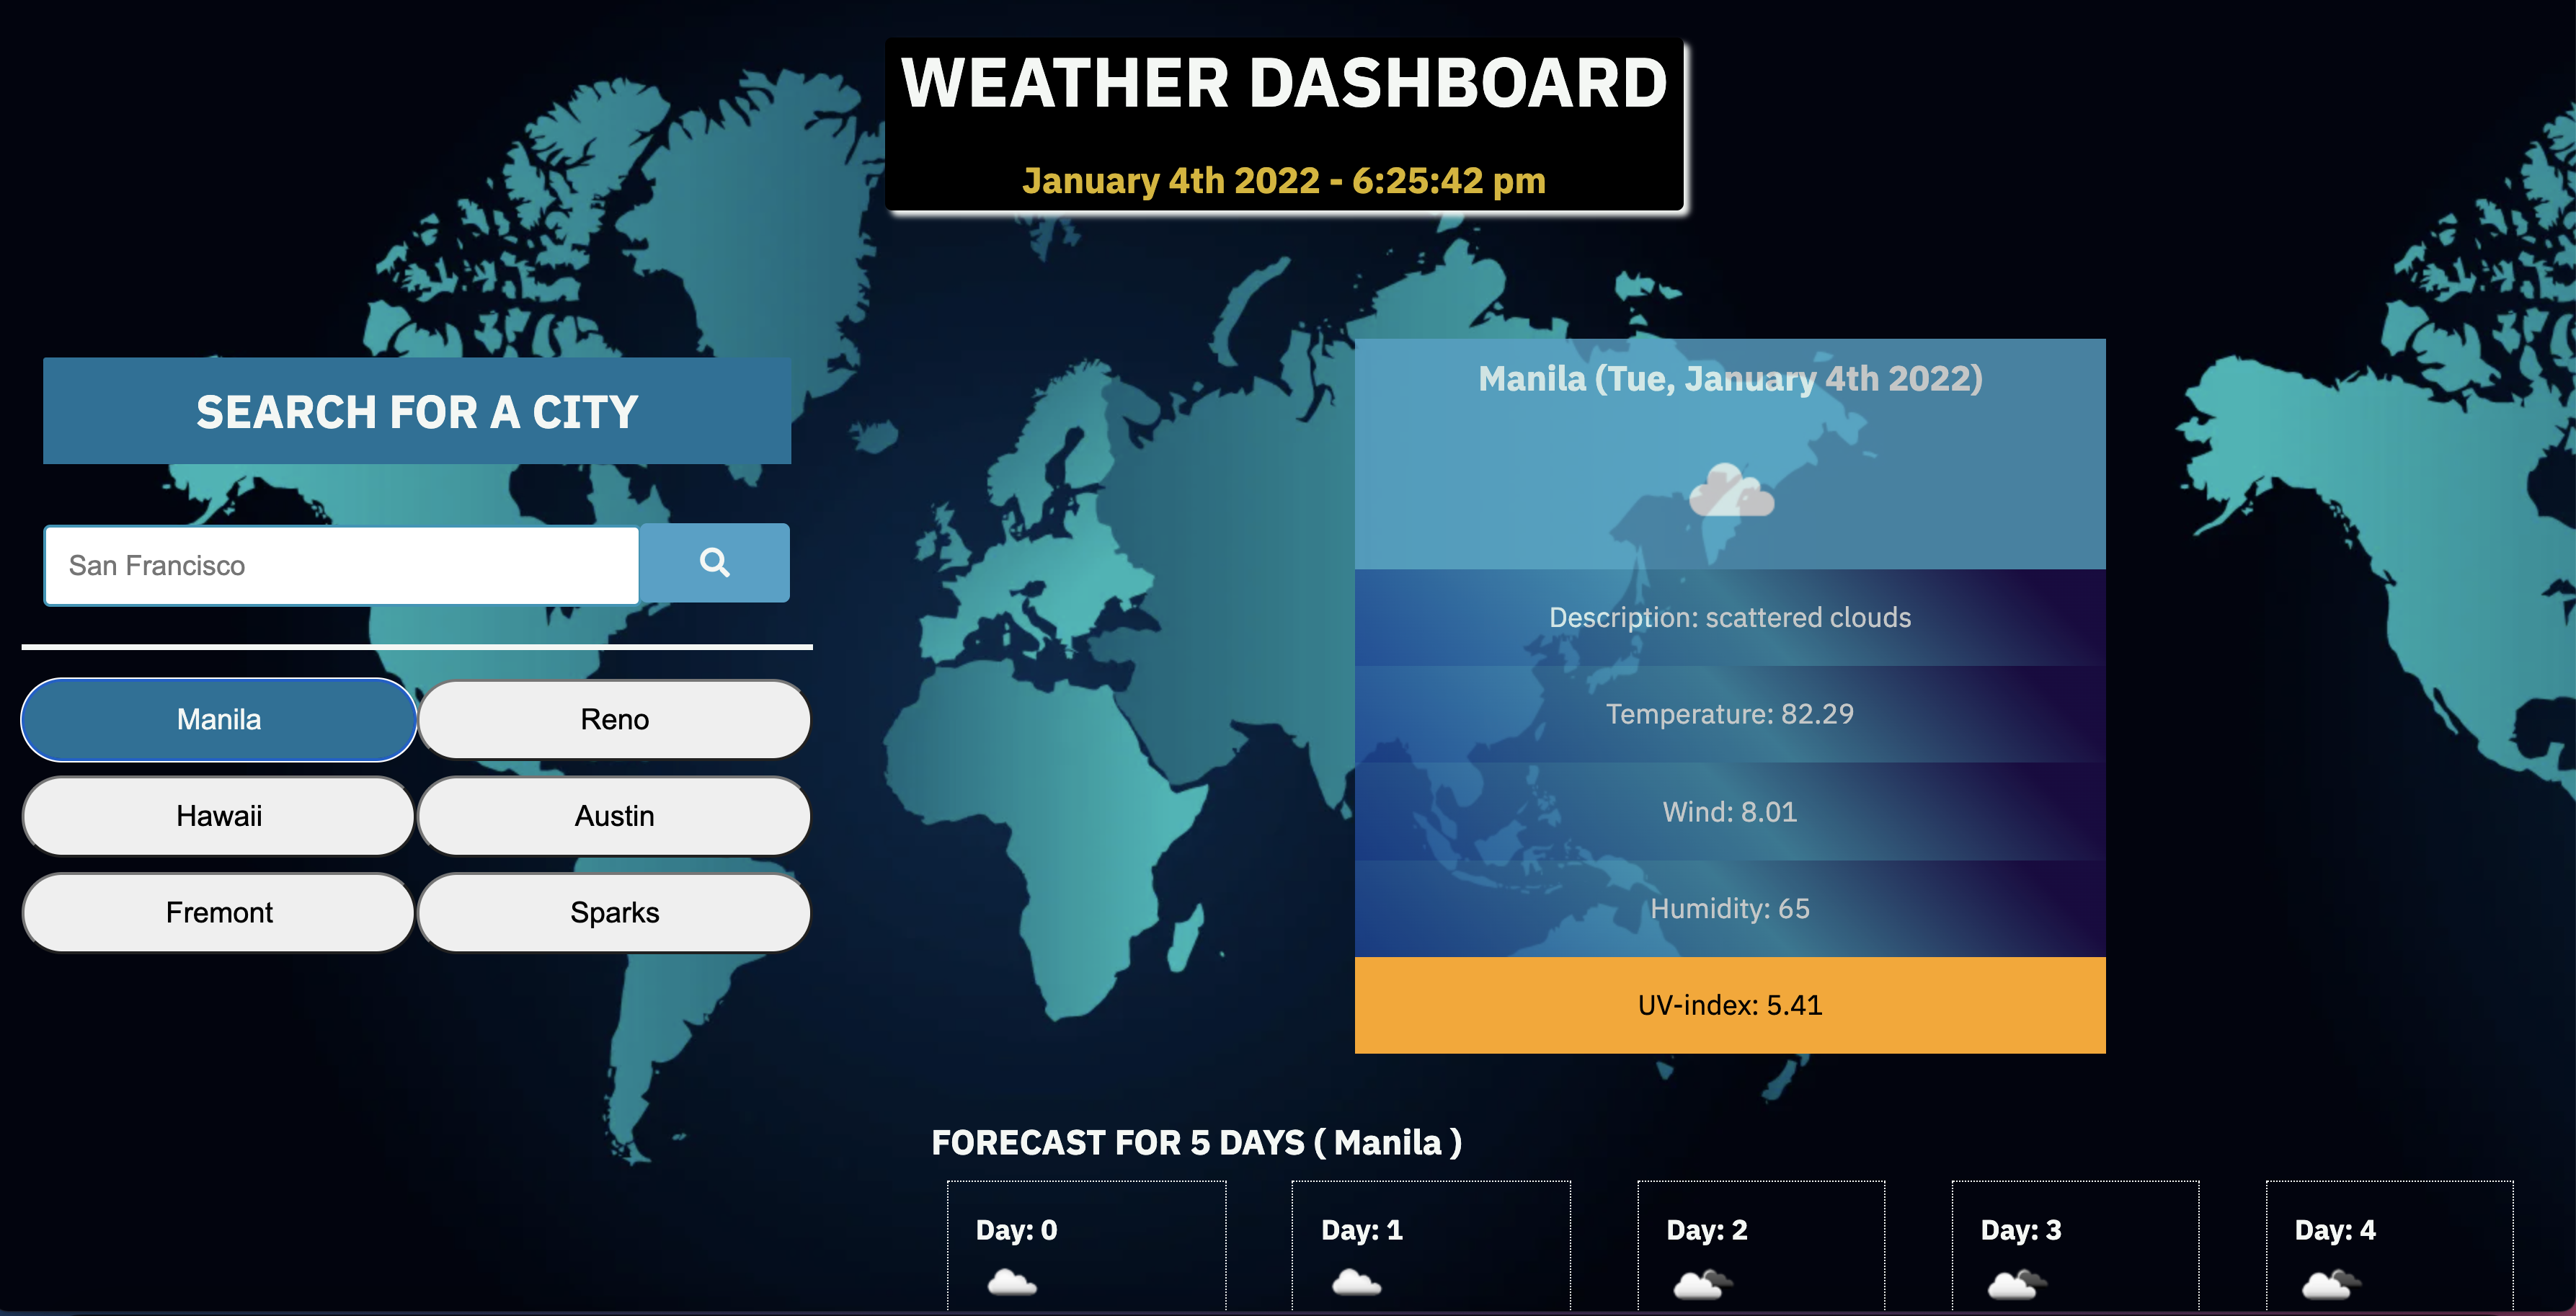 WEATHER DASHBOARD
January 4th 2022 - 6:25:42 pm
SEARCH FOR A CITY
San Francisco
Manila
Reno
Hawaii
Austin
Fremont
Sparks
Manila (Tue, January 4th 2022)
Description: scattered clouds
Temperature: 82.29
Wind: 8.01
Humidity: 65
UV-index: 5.41
FORECAST FOR 5 DAYS ( Manila )
Day: 0
Day: 1
Day: 2
Day: 3
Day: 4